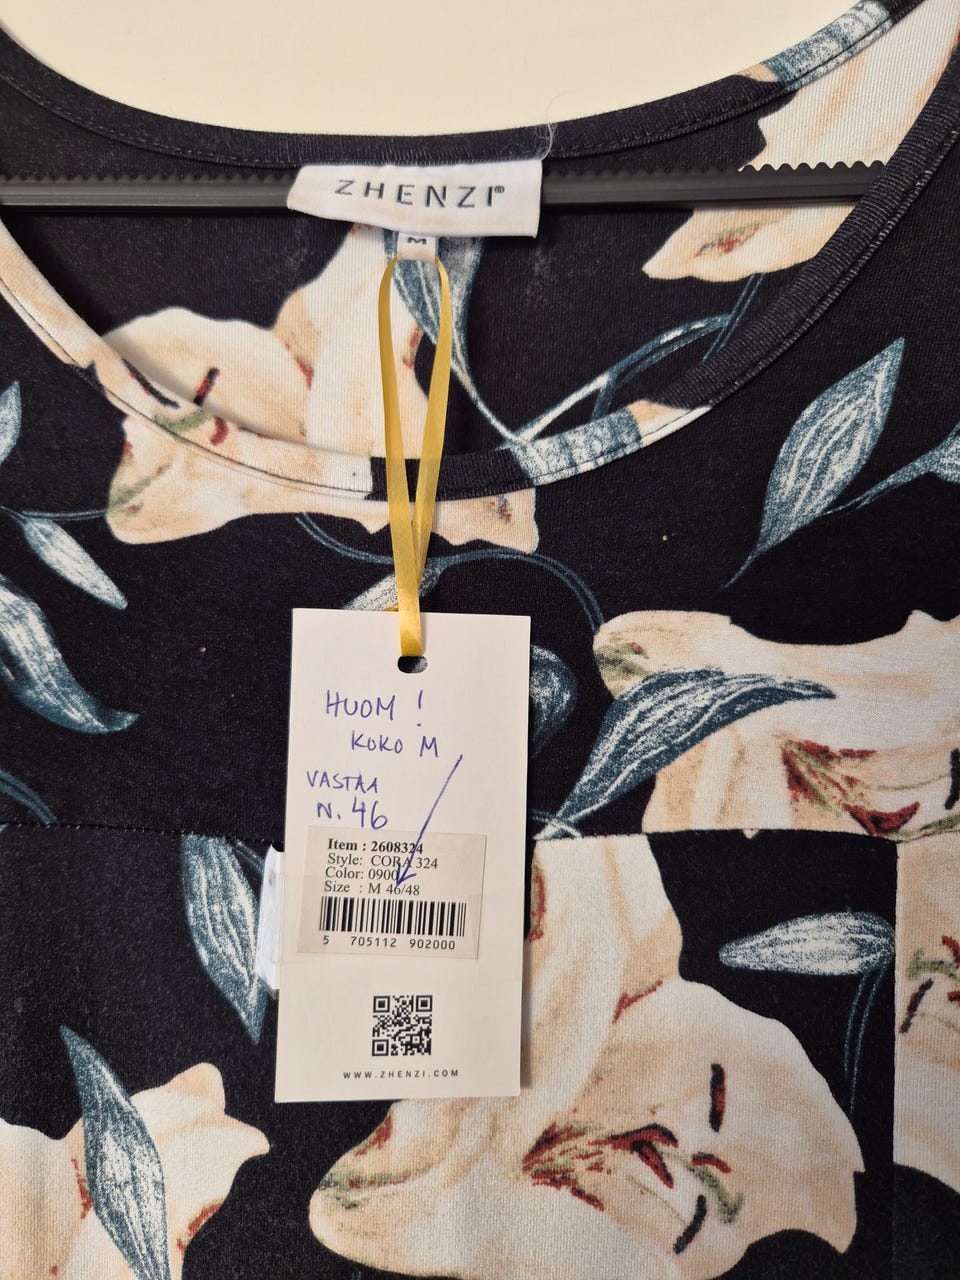 ZHENZI®
M
HUOM !
KOKO M
VASTAA
N. 46
Item : 2608324
Style: CORA 324
Color: 0900
Size : M 46/48
5 705112 902000
WWW.ZHENZI.COM